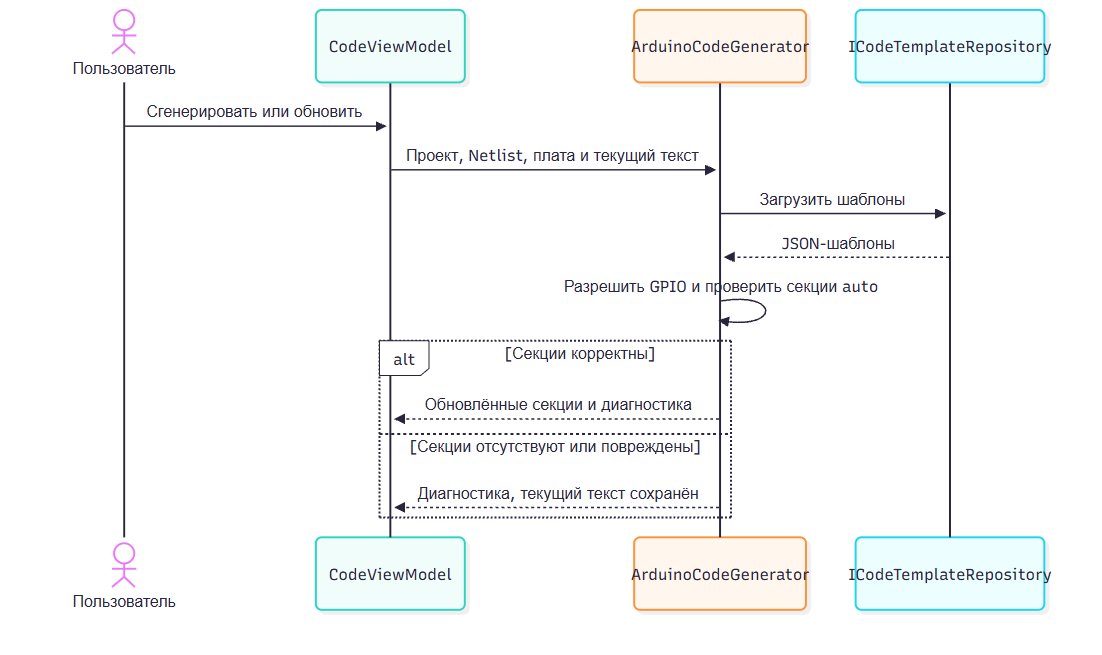 Пользователь
CodeViewModel
ArduinoCodeGenerator
ICodeTemplateRepository
Сгенерировать или обновить
Проект, Netlist, плата и текущий текст
Загрузить шаблоны
JSON-шаблоны
Разрешить GPIO и проверить секции auto
alt
[Секции корректны]
Обновлённые секции и диагностика
[Секции отсутствуют или повреждены]
Диагностика, текущий текст сохранён
Пользователь
CodeViewModel
ArduinoCodeGenerator
ICodeTemplateRepository